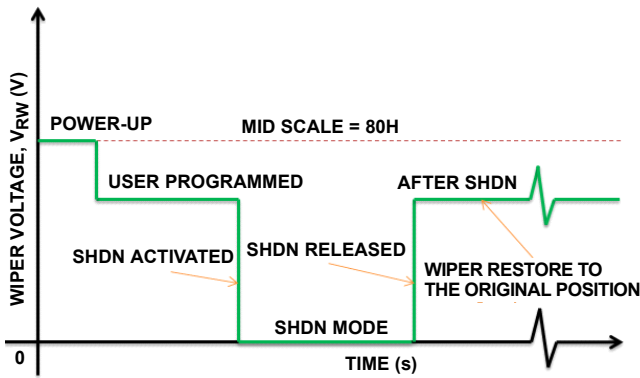 WIPER VOLTAGE, VRW (V)
POWER-UP
MID SCALE = 80H
USER PROGRAMMED
AFTER SHDN
SHDN ACTIVATED
SHDN RELEASED
WIPER RESTORE TO
THE ORIGINAL POSITION
SHDN MODE
0
TIME (s)